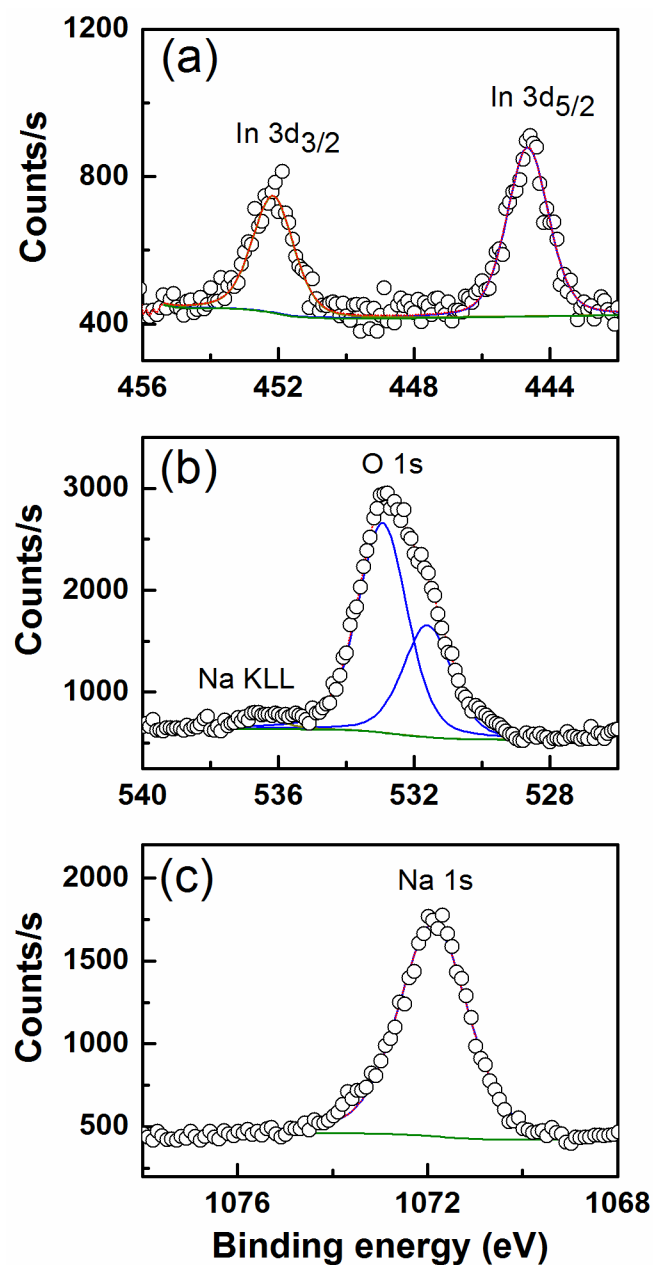 (a)
In 3d3/2
In 3d5/2
Counts/s
1200
800
400
456 452 448 444
(b)
O 1s
Na KLL
Counts/s
3000
2000
1000
540 536 532 528
(c)
Na 1s
Counts/s
2000
1500
1000
500
1076 1072 1068
Binding energy (eV)